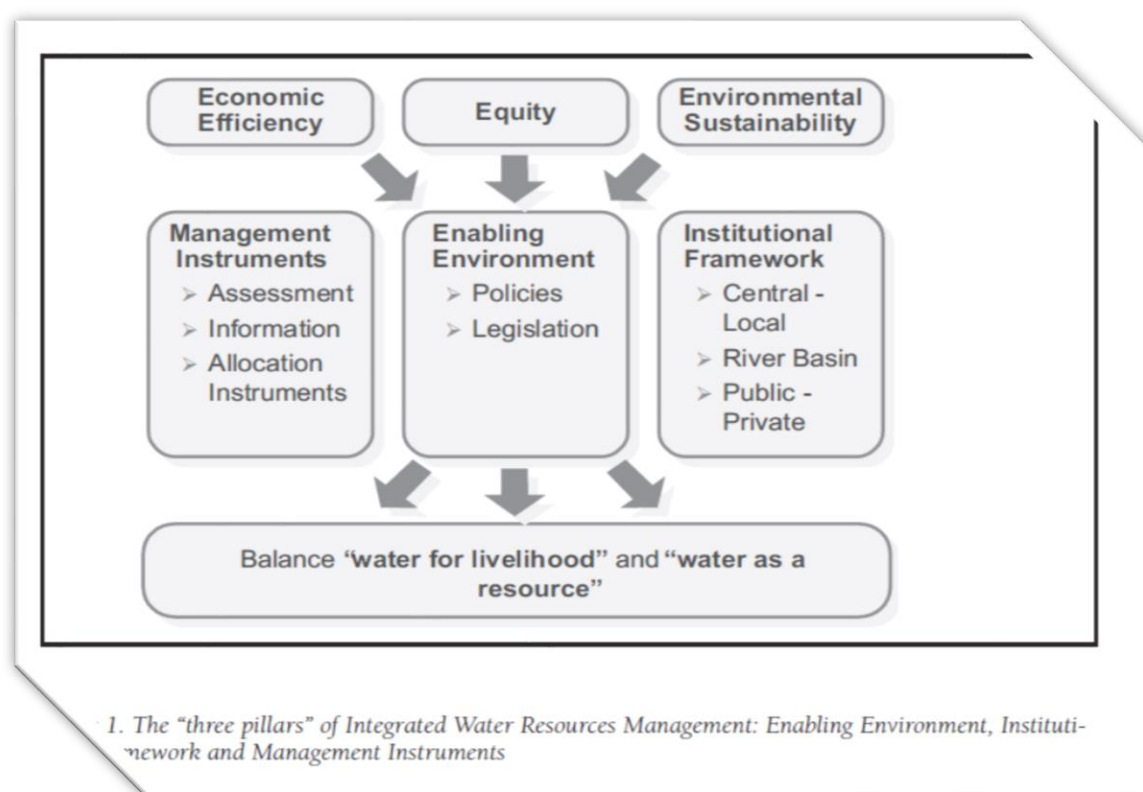 Economic
Efficiency
Equity
Environmental
Sustainability
Management
Instruments
➢ Assessment
➢ Information
➢ Allocation
Instruments
Enabling
Environment
➢ Policies
➢ Legislation
Institutional
Framework
➢ Central -
Local
➢ River Basin
➢ Public -
Private
Balance “water for livelihood” and “water as a
resource”
1. The “three pillars” of Integrated Water Resources Management: Enabling Environment, Instituti-
mework and Management Instruments